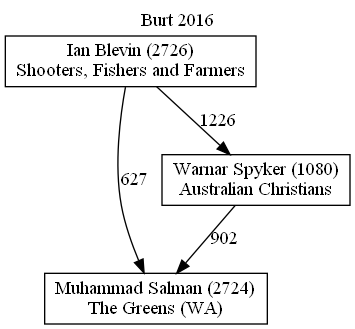 Burt 2016
Ian Blevin (2726)
Shooters, Fishers and Farmers
1226
Warnar Spyker (1080)
Australian Christians
627
902
Muhammad Salman (2724)
The Greens (WA)